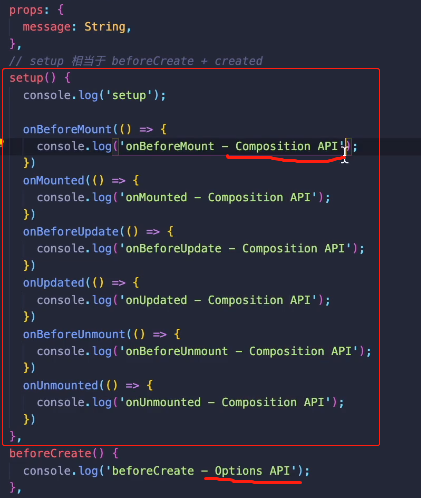 props: {
message: String,
},
// setup 相当于 beforeCreate + created
setup() {
console.log('setup');
onBeforeMount(() => {
console.log('onBeforeMount - Composition API');
})
onMounted(() => {
console.log('onMounted - Composition API');
})
onBeforeUpdate(() => {
console.log('onBeforeUpdate - Composition API');
})
onUpdated(() => {
console.log('onUpdated - Composition API');
})
onBeforeUnmount(() => {
console.log('onBeforeUnmount - Composition API');
})
onUnmounted(() => {
console.log('onUnmounted - Composition API');
})
},
beforeCreate() {
console.log('beforeCreate - Options API');
},